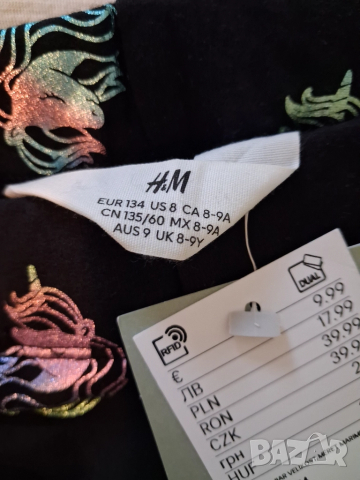 H&M
EUR 134 US 8 CA 8-9A
CN 135/60 MX 8-9A
AUS 9 UK 8-9Y
DUAL
RFID
€ 9.99
ЛВ 17.99
PLN 39.99
RON
CZK
грн
HUF
BAZAR